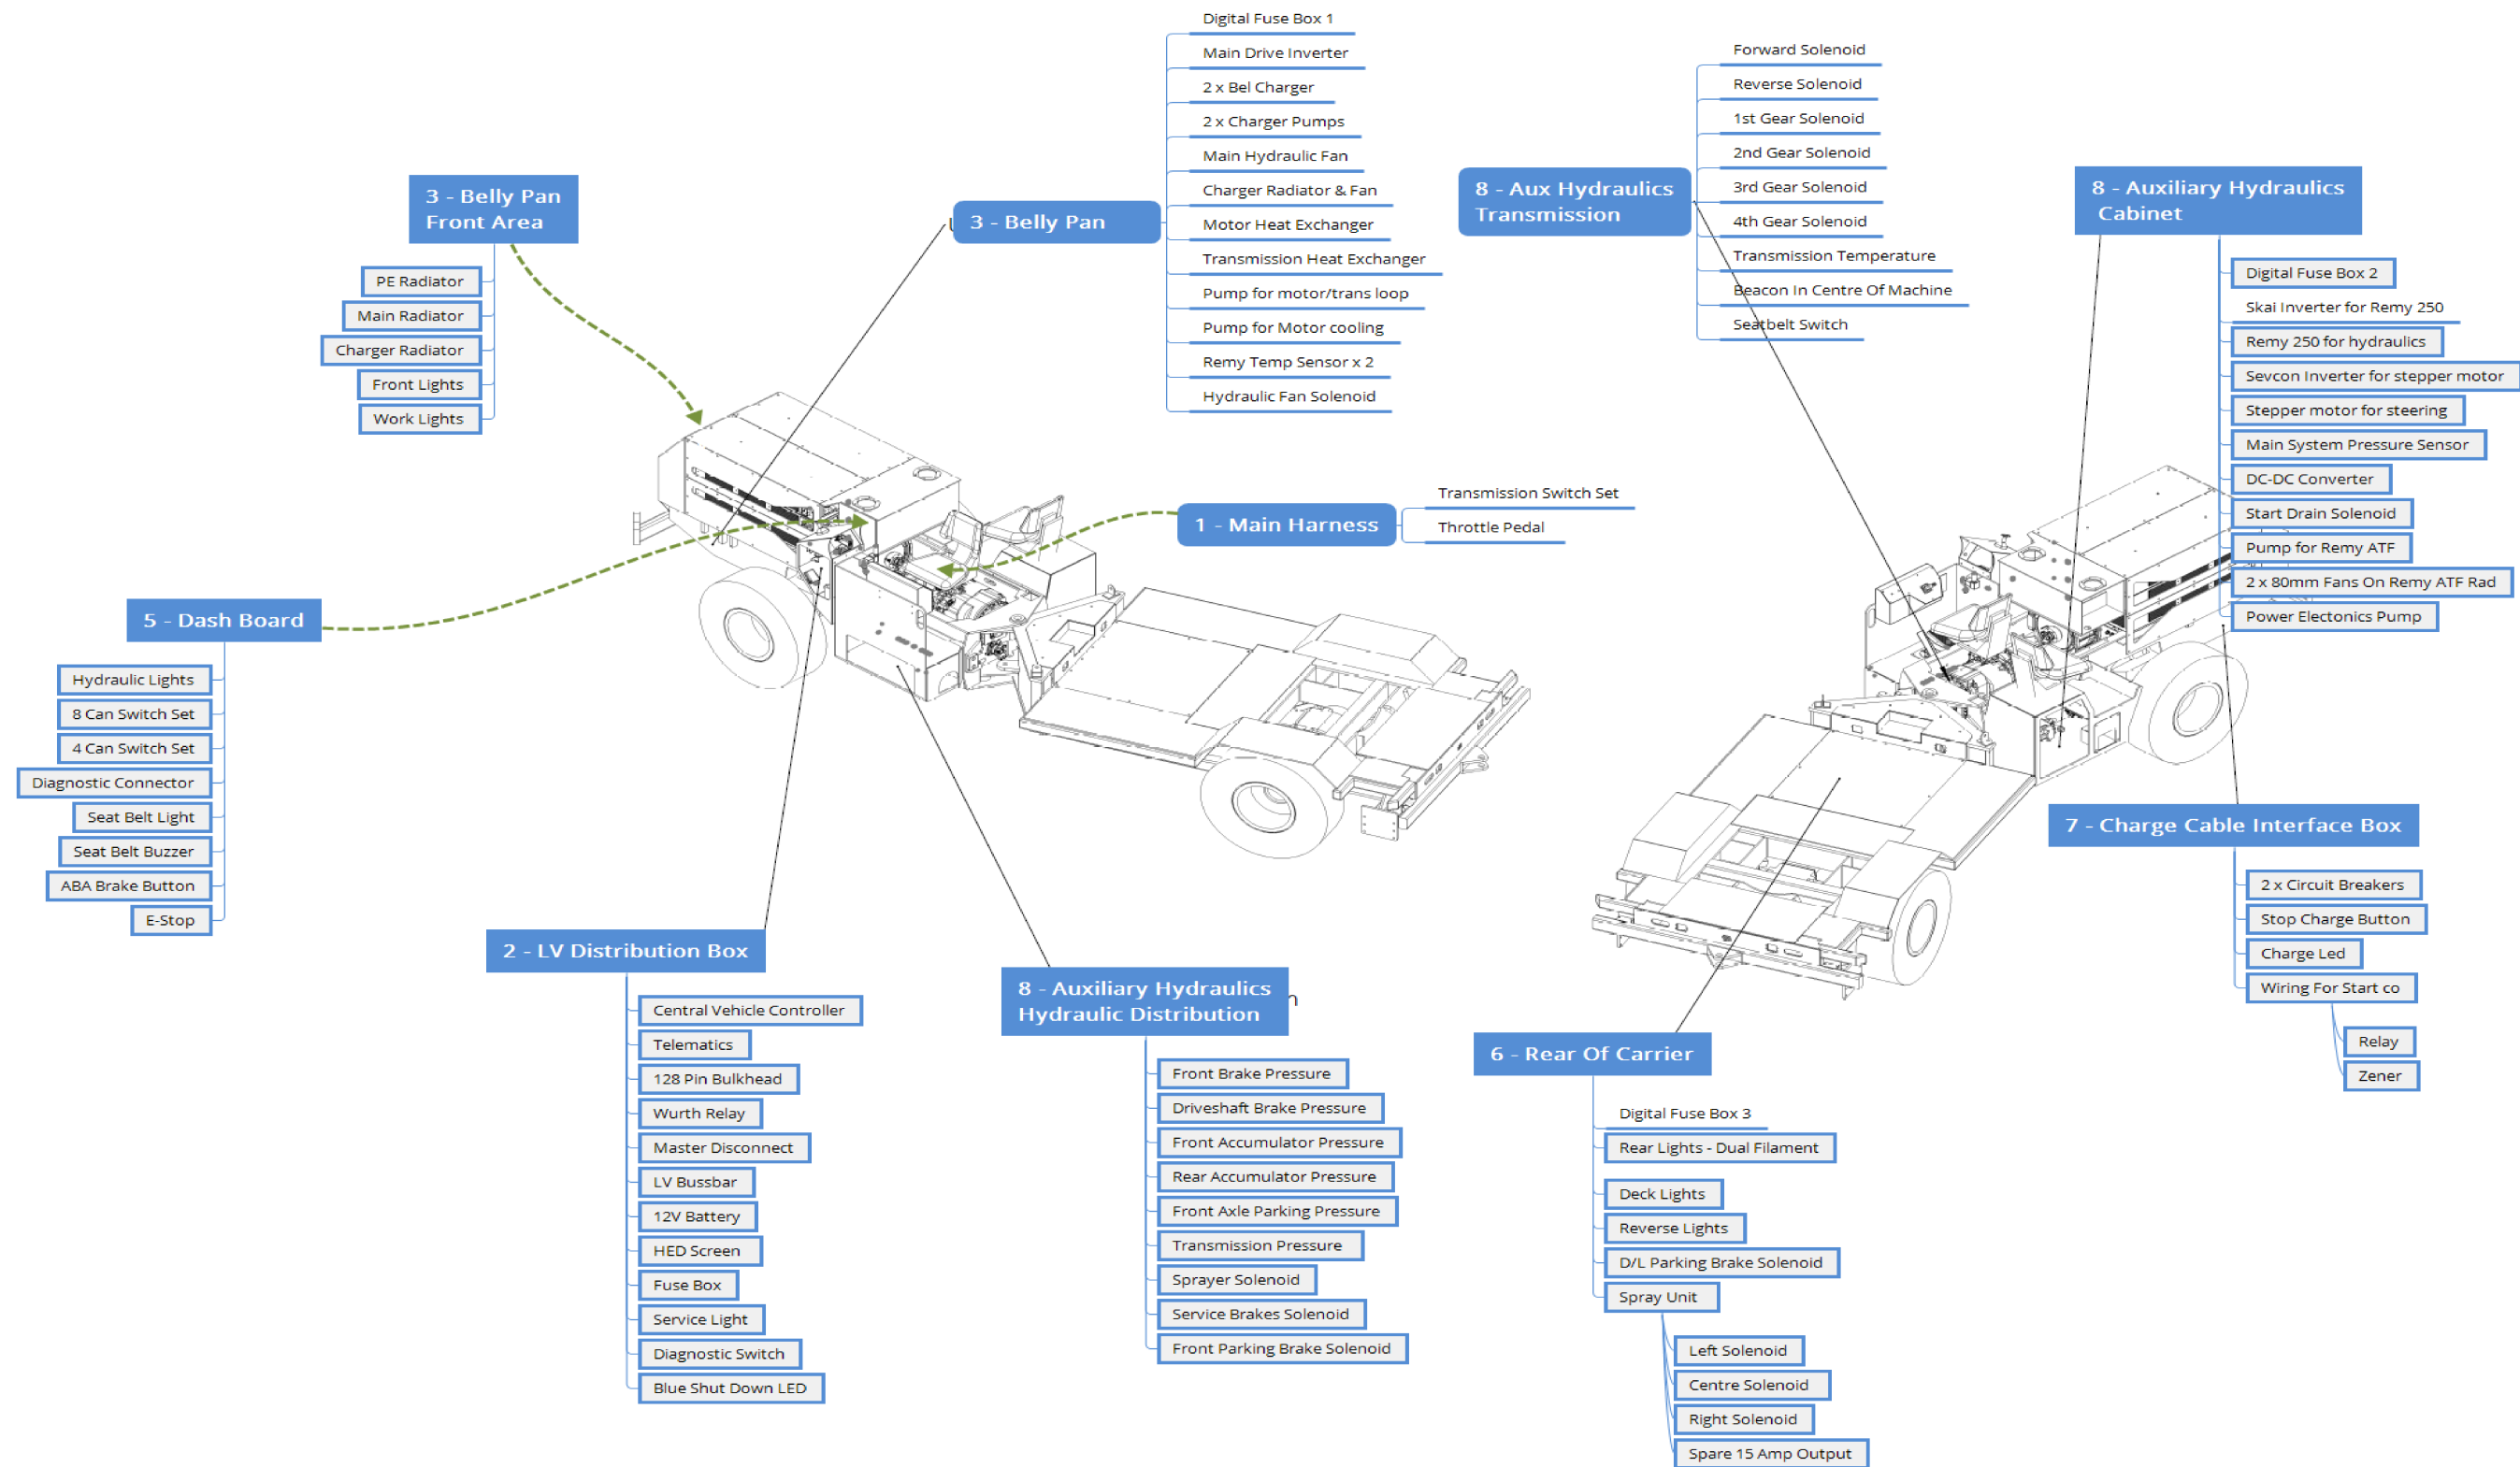 3 - Belly Pan
Front Area
PE Radiator
Main Radiator
Charger Radiator
Front Lights
Work Lights
3 - Belly Pan
Digital Fuse Box 1
Main Drive Inverter
2 x Bel Charger
2 x Charger Pumps
Main Hydraulic Fan
Charger Radiator & Fan
Motor Heat Exchanger
Transmission Heat Exchanger
Pump for motor/trans loop
Pump for Motor cooling
Remy Temp Sensor x 2
Hydraulic Fan Solenoid
8 - Aux Hydraulics
Transmission
Forward Solenoid
Reverse Solenoid
1st Gear Solenoid
2nd Gear Solenoid
3rd Gear Solenoid
4th Gear Solenoid
Transmission Temperature
Beacon In Centre Of Machine
Seatbelt Switch
8 - Auxiliary Hydraulics
Cabinet
Digital Fuse Box 2
Skai Inverter for Remy 250
Remy 250 for hydraulics
Sevcon Inverter for stepper motor
Stepper motor for steering
Main System Pressure Sensor
DC-DC Converter
Start Drain Solenoid
Pump for Remy ATF
2 x 80mm Fans On Remy ATF Rad
Power Electonics Pump
1 - Main Harness
Transmission Switch Set
Throttle Pedal
5 - Dash Board
Hydraulic Lights
8 Can Switch Set
4 Can Switch Set
Diagnostic Connector
Seat Belt Light
Seat Belt Buzzer
ABA Brake Button
E-Stop
2 - LV Distribution Box
Central Vehicle Controller
Telematics
128 Pin Bulkhead
Wurth Relay
Master Disconnect
LV Bussbar
12V Battery
HED Screen
Fuse Box
Service Light
Diagnostic Switch
Blue Shut Down LED
8 - Auxiliary Hydraulics
Hydraulic Distribution
Front Brake Pressure
Driveshaft Brake Pressure
Front Accumulator Pressure
Rear Accumulator Pressure
Front Axle Parking Pressure
Transmission Pressure
Sprayer Solenoid
Service Brakes Solenoid
Front Parking Brake Solenoid
6 - Rear Of Carrier
Digital Fuse Box 3
Rear Lights - Dual Filament
Deck Lights
Reverse Lights
D/L Parking Brake Solenoid
Spray Unit
Left Solenoid
Centre Solenoid
Right Solenoid
Spare 15 Amp Output
7 - Charge Cable Interface Box
2 x Circuit Breakers
Stop Charge Button
Charge Led
Wiring For Start co
Relay
Zener